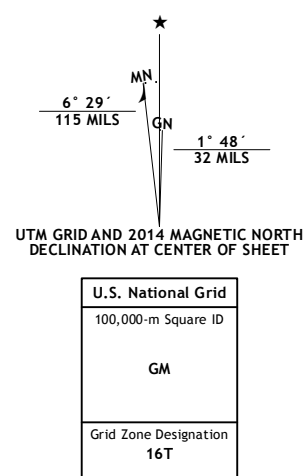 ★
MN.
6° 29´
115 MILS
GN
1° 48´
32 MILS
UTM GRID AND 2014 MAGNETIC NORTH
DECLINATION AT CENTER OF SHEET
U.S. National Grid
100,000-m Square ID
GM
Grid Zone Designation
16T